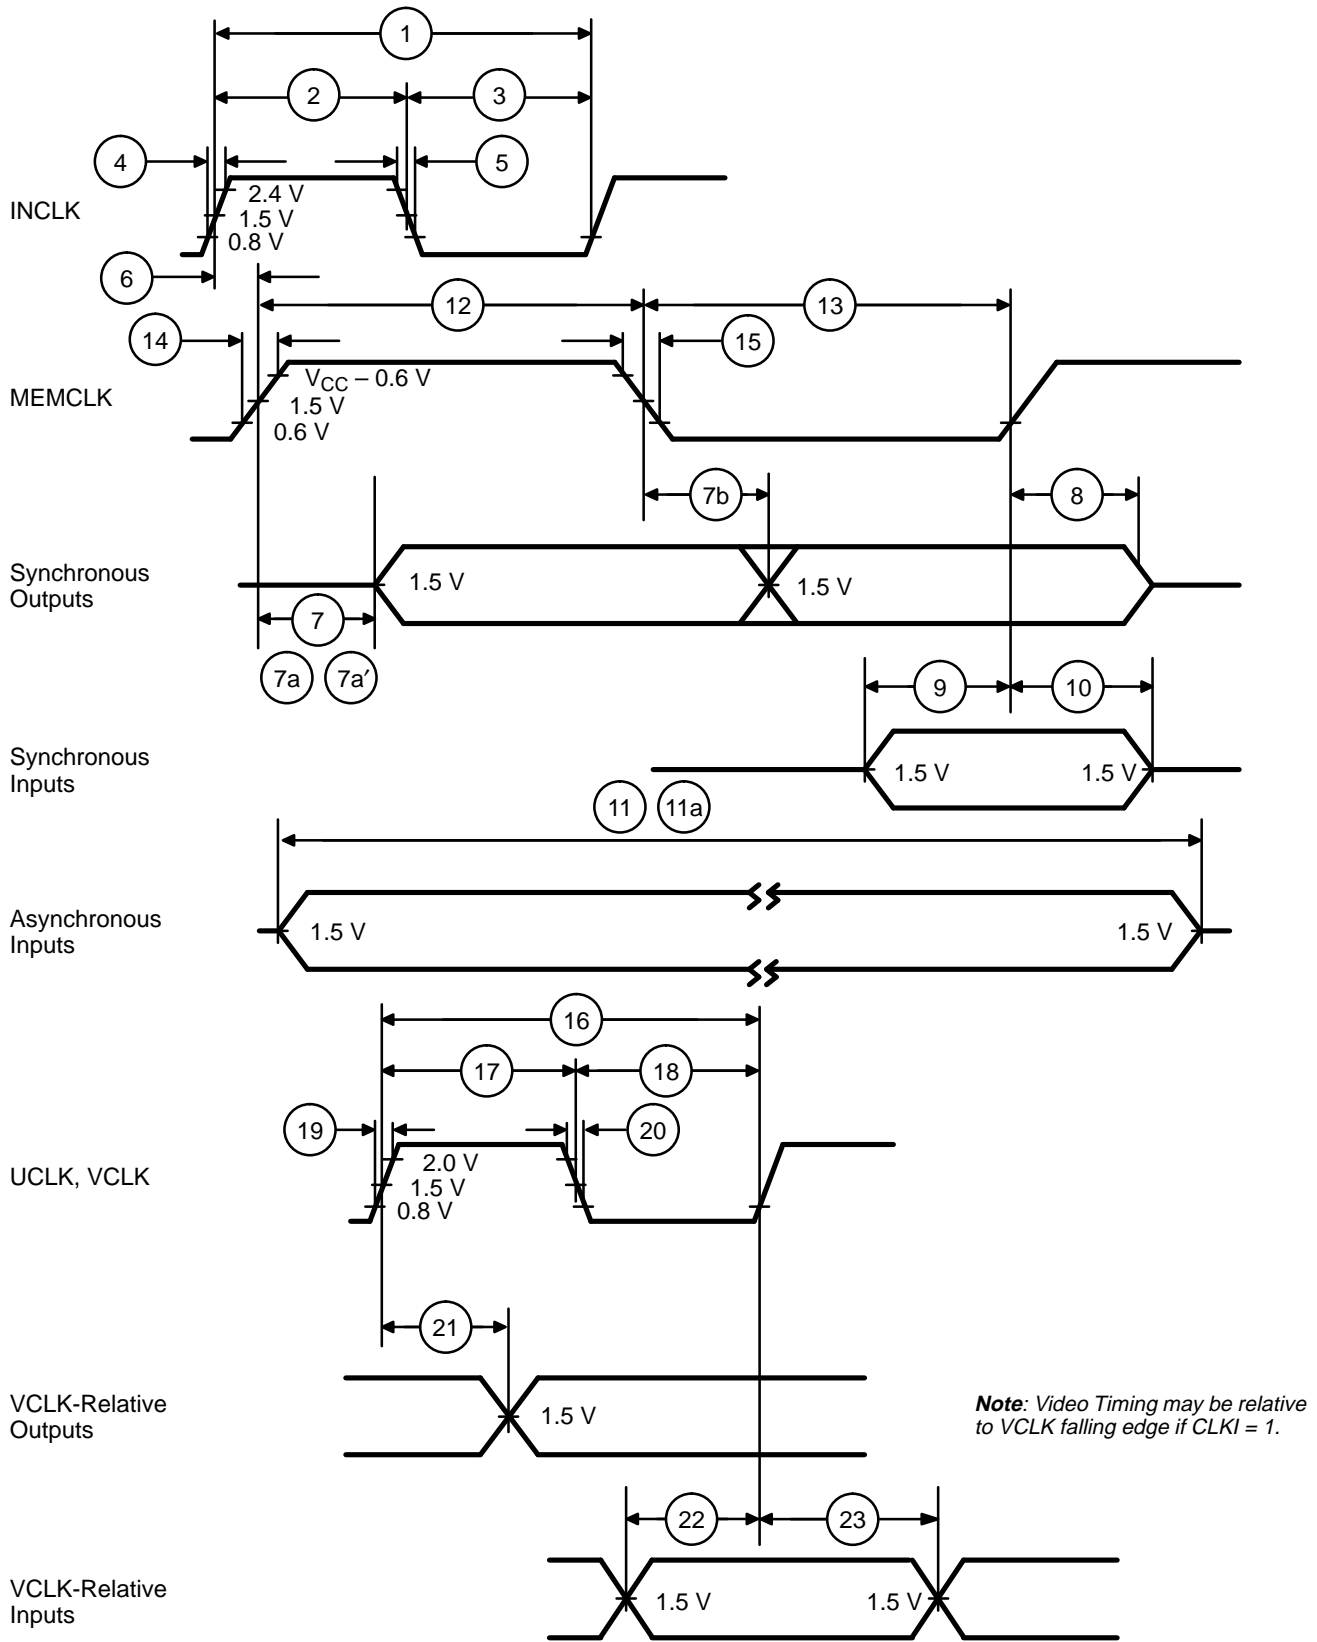 1
2
3
4
5
INCLK
2.4 V
1.5 V
0.8 V
6
12
13
14
15
MEMCLK
VCC – 0.6 V
1.5 V
0.6 V
7b
8
Synchronous
Outputs
1.5 V
1.5 V
7
7a
7a′
9
10
Synchronous
Inputs
1.5 V
1.5 V
11
11a
Asynchronous
Inputs
1.5 V
1.5 V
16
17
18
19
20
UCLK, VCLK
2.0 V
1.5 V
0.8 V
21
VCLK-Relative
Outputs
1.5 V
Note: Video Timing may be relative
to VCLK falling edge if CLKI = 1.
22
23
VCLK-Relative
Inputs
1.5 V
1.5 V